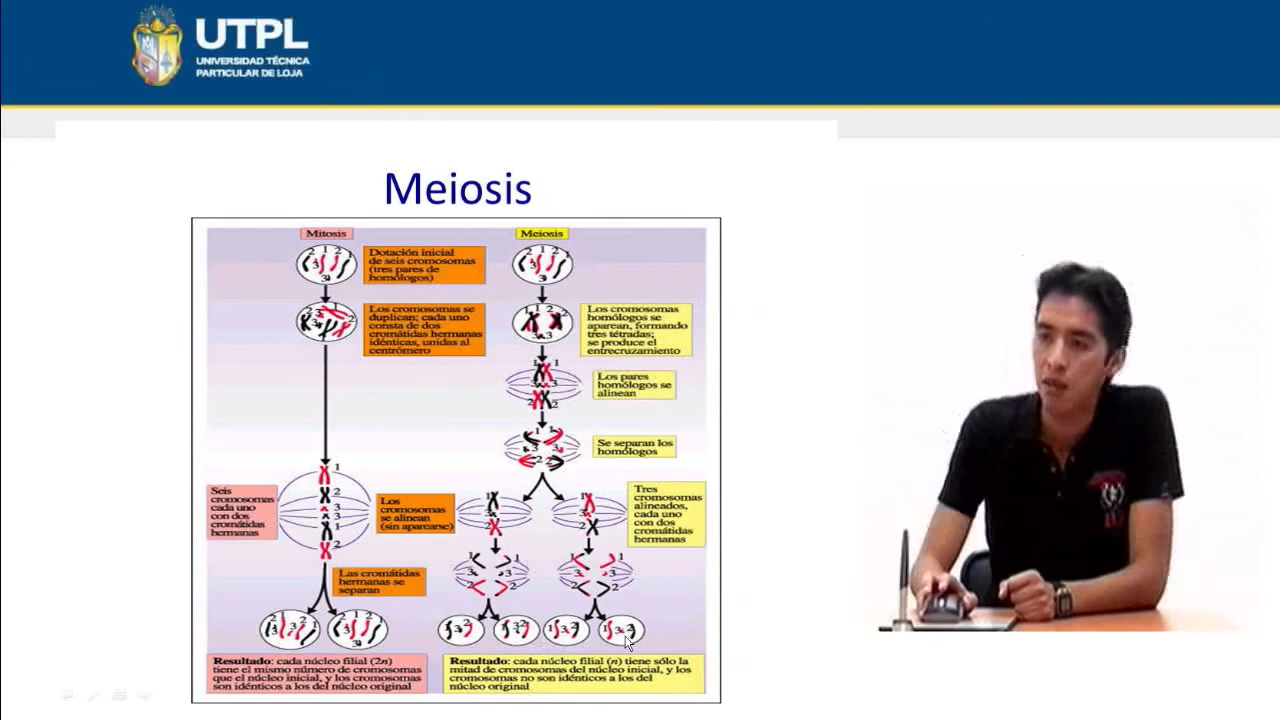 UTPL
UNIVERSIDAD TÉCNICA
PARTICULAR DE LOJA
Meiosis
Mitosis
Meiosis
Dotación inicial
de seis cromosomas
(tres pares de
homólogos)
Los cromosomas se
duplican; cada uno
consta de dos
cromátidas hermanas
idénticas, unidas al
centrómero
Los cromosomas
homólogos se
aparean, formando
tres tétradas;
se produce el
entrecruzamiento
Los pares
homólogos se
alinean
Se separan los
homólogos
Seis
cromosomas
cada uno
con dos
cromátidas
hermanas
Los
cromosomas
se alinean
(sin aparearse)
Tres
cromosomas
alineados,
cada uno
con dos
cromátidas
hermanas
Las cromátidas
hermanas se
separan
Resultado: cada núcleo filial (2n)
tiene el mismo número de cromosomas
que el núcleo inicial, y los cromosomas
son idénticos a los del núcleo original
Resultado: cada núcleo filial (n) tiene sólo la
mitad de cromosomas del núcleo inicial, y los
cromosomas no son idénticos a los del
núcleo original